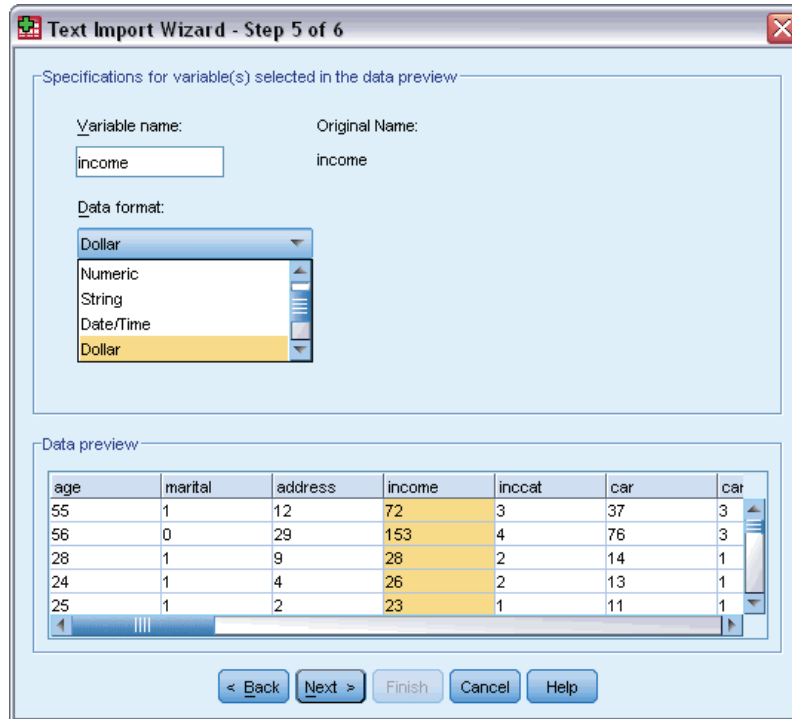 Text Import Wizard - Step 5 of 6
Specifications for variable(s) selected in the data preview
Variable name: Original Name:
income income
Data format:
Dollar
Numeric
String
Date/Time
Dollar
Data preview
age marital address income inccat car car
55 1 12 72 3 37 3
56 0 29 153 4 76 3
28 1 9 28 2 14 1
24 1 4 26 2 13 1
25 1 2 23 1 11 1
< Back Next > Finish Cancel Help